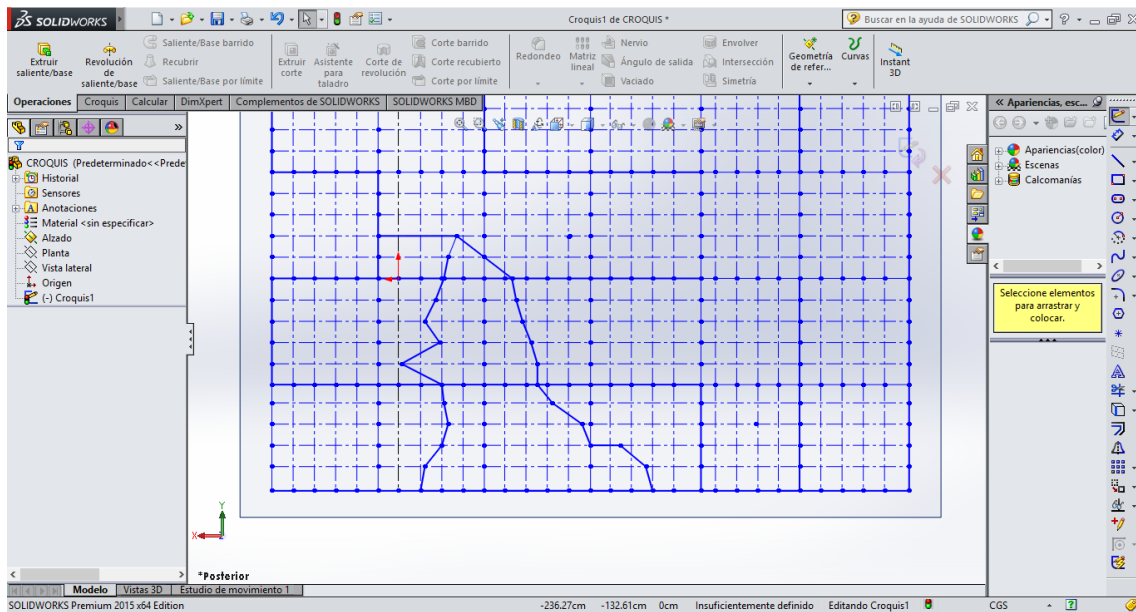 SOLIDWORKS
Croquis1 de CROQUIS *
Buscar en la ayuda de SOLIDWORKS
Extruir saliente/base
Revolución de saliente/base
Saliente/Base barrido
Recubrir
Saliente/Base por límite
Extruir corte
Asistente para taladro
Corte de revolución
Corte barrido
Corte recubierto
Corte por límite
Redondeo
Matriz lineal
Nervio
Ángulo de salida
Vaciado
Envolver
Intersección
Simetría
Geometría de refer...
Curvas
Instant 3D
Operaciones
Croquis
Calcular
DimXpert
Complementos de SOLIDWORKS
SOLIDWORKS MBD
CROQUIS (Predeterminado<<Prede
Historial
Sensores
Anotaciones
Material <sin especificar>
Alzado
Planta
Vista lateral
Origen
(-) Croquis1
Apariencias, esc...
Apariencias(color)
Escenas
Calcomanías
Seleccione elementos
para arrastrar y
colocar.
Y
X
*Posterior
Modelo
Vistas 3D
Estudio de movimiento 1
SOLIDWORKS Premium 2015 x64 Edition
-236.27cm
-132.61cm
0cm
Insuficientemente definido
Editando Croquis1
CGS